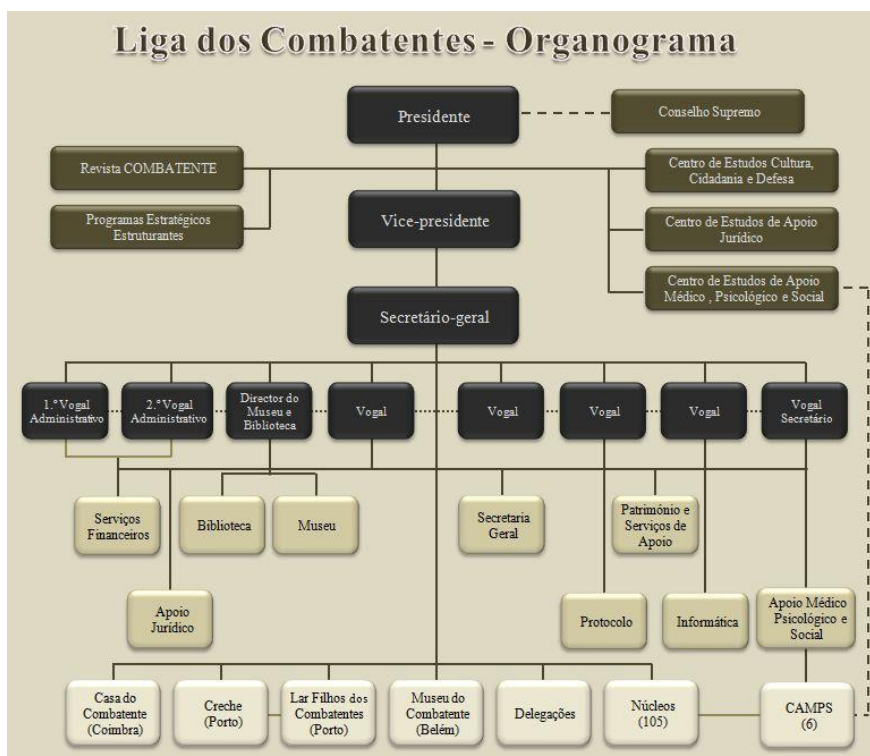 Liga dos Combatentes - Organograma
Presidente
Conselho Supremo
Revista COMBATENTE
Centro de Estudos Cultura,
Cidadania e Defesa
Programas Estratégicos
Estruturantes
Vice-presidente
Centro de Estudos de Apoio
Jurídico
Centro de Estudos de Apoio
Médico , Psicológico e Social
Secretário-geral
1.º Vogal
Administrativo
2.º Vogal
Administrativo
Director do
Museu e
Biblioteca
Vogal
Vogal
Vogal
Vogal
Vogal
Secretário
Serviços
Financeiros
Biblioteca
Museu
Secretaria
Geral
Património e
Serviços de
Apoio
Apoio
Jurídico
Protocolo
Informática
Apoio Médico
Psicológico e
Social
Casa do
Combatente
(Coimbra)
Creche
(Porto)
Lar Filhos dos
Combatentes
(Porto)
Museu do
Combatente
(Belém)
Delegações
Núcleos
(105)
CAMPS
(6)